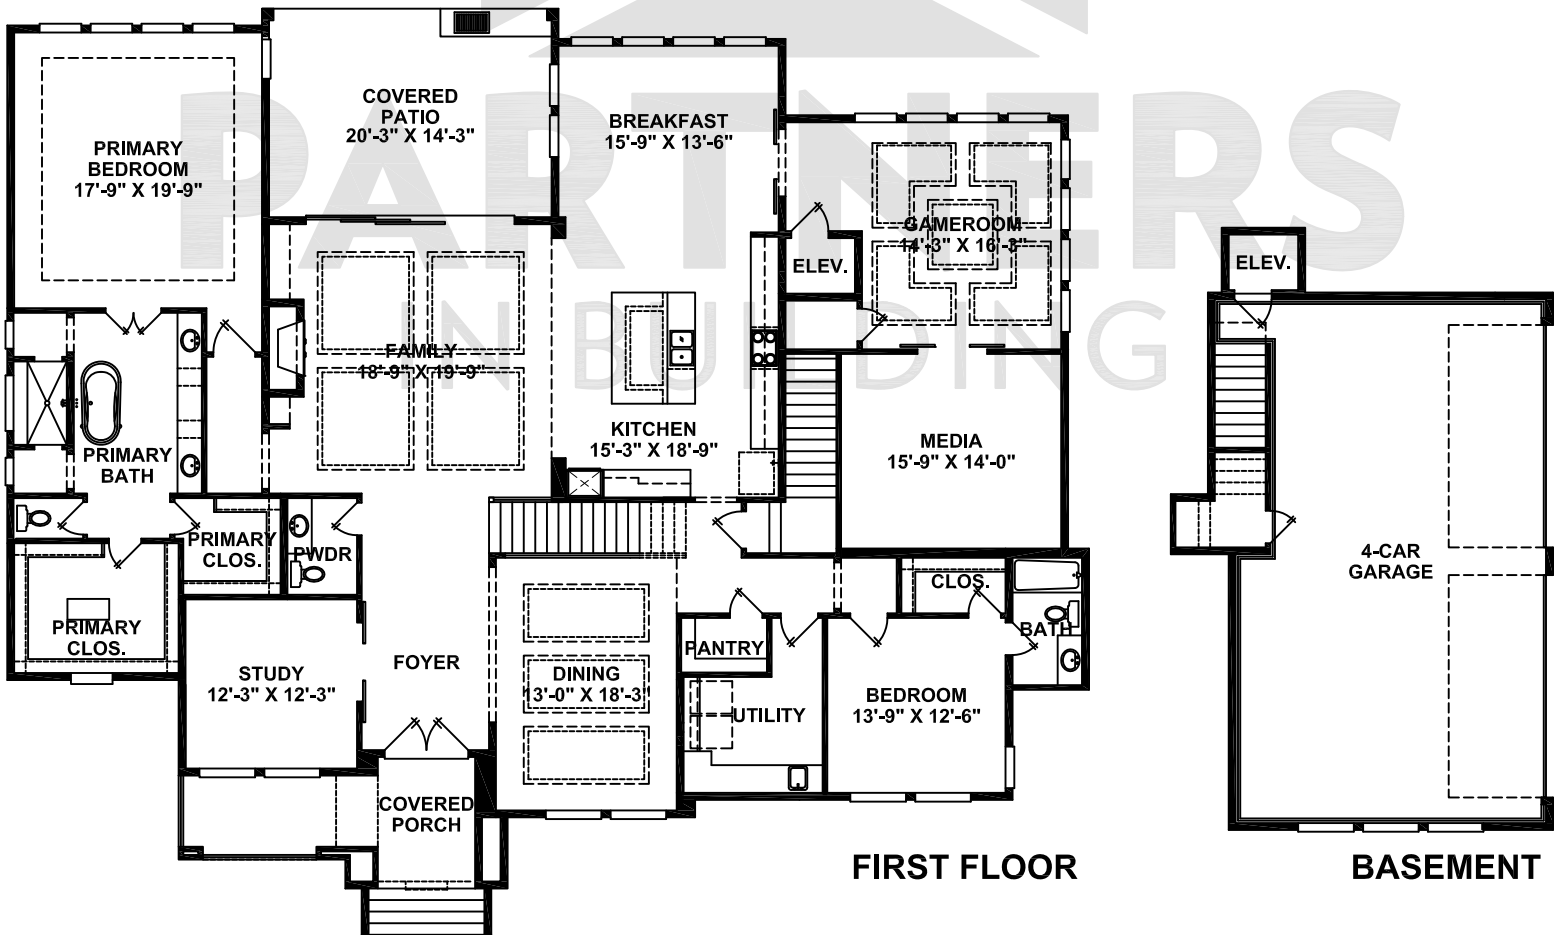 PARTNERS
IN BUILDING
PRIMARY
BEDROOM
17'-9" X 19'-9"
COVERED
PATIO
20'-3" X 14'-3"
BREAKFAST
15'-9" X 13'-6"
GAMEROOM
14'-3" X 16'-3"
ELEV.
FAMILY
18'-9" X 19'-9"
KITCHEN
15'-3" X 18'-9"
MEDIA
15'-9" X 14'-0"
PRIMARY
BATH
PRIMARY
CLOS.
PWDR
PRIMARY
CLOS.
STUDY
12'-3" X 12'-3"
FOYER
DINING
13'-0" X 18'-3"
PANTRY
UTILITY
CLOS.
BATH
BEDROOM
13'-9" X 12'-6"
COVERED
PORCH
FIRST FLOOR
ELEV.
4-CAR
GARAGE
BASEMENT